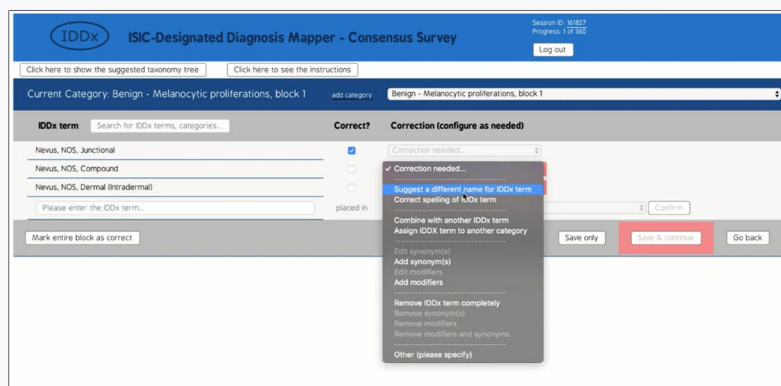 IDDx
ISIC-Designated Diagnosis Mapper - Consensus Survey
Session ID: 161827
Progress: 1 of 360
Log out
Click here to show the suggested taxonomy tree
Click here to see the instructions
Current Category: Benign - Melanocytic proliferations, block 1
add category
Benign - Melanocytic proliferations, block 1
IDDx term
Search for IDDx terms, categories...
Correct?
Correction (configure as needed)
Nevus, NOS, Junctional
Correction needed...
Nevus, NOS, Compound
✓ Correction needed...
Nevus, NOS, Dermal (Intradermal)
Suggest a different name for IDDx term
Correct spelling of IDDx term
Please enter the IDDx term...
placed in
Confirm
Combine with another IDDx term
Assign IDDX term to another category
Mark entire block as correct
Save only
Save & continue
Go back
Edit synonym(s)
Add synonym(s)
Edit modifiers
Add modifiers
Remove IDDx term completely
Remove synonym(s)
Remove modifiers
Remove modifiers and synonyms
Other (please specify)